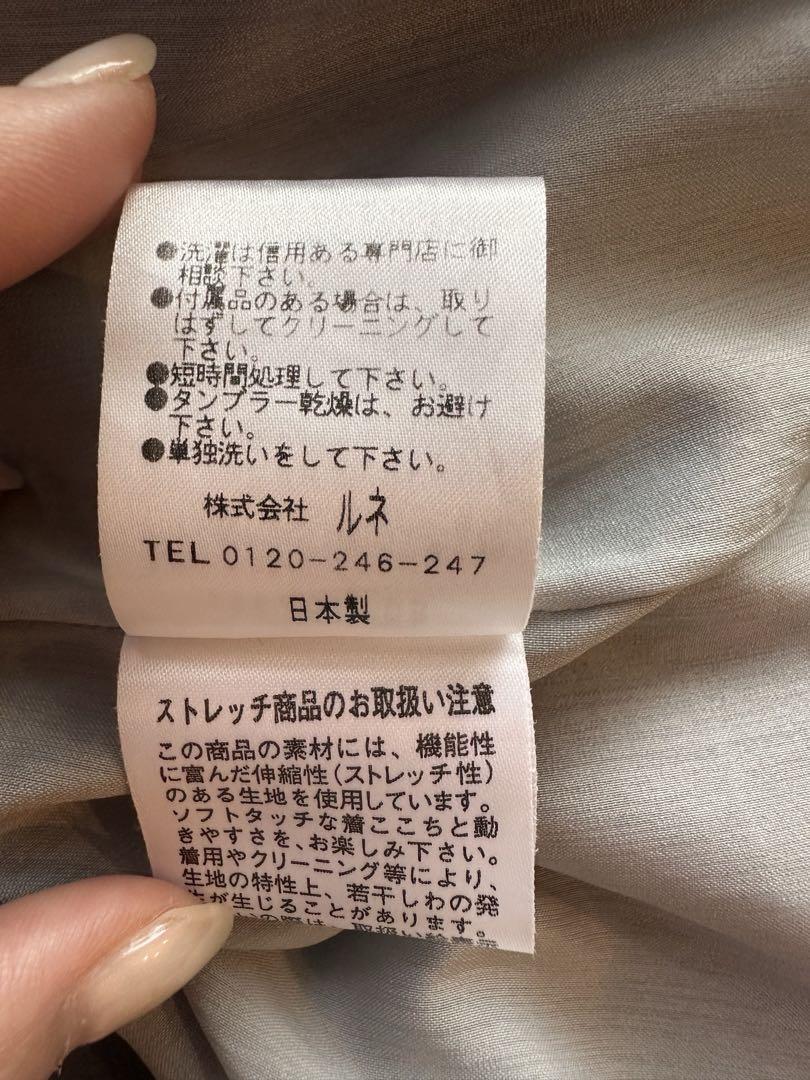 ●洗濯は信用ある専門店に御
相談下さい。
●付属品のある場合は、取り
はずしてクリーニングして
下さい。
●短時間処理して下さい。
●タンブラー乾燥は、お避け
下さい。
●単独洗いをして下さい。
株式会社 ルネ
TEL 0120-246-247
日本製
ストレッチ商品のお取扱い注意
この商品の素材には、機能性
に富んだ伸縮性(ストレッチ性)
のある生地を使用しています。
ソフトタッチな着ここちと動
きやすさを、お楽しみ下さい。
着用やクリーニング等により、
生地の特性上、若干しわの発
が生じることがあります。
の際は、取扱い